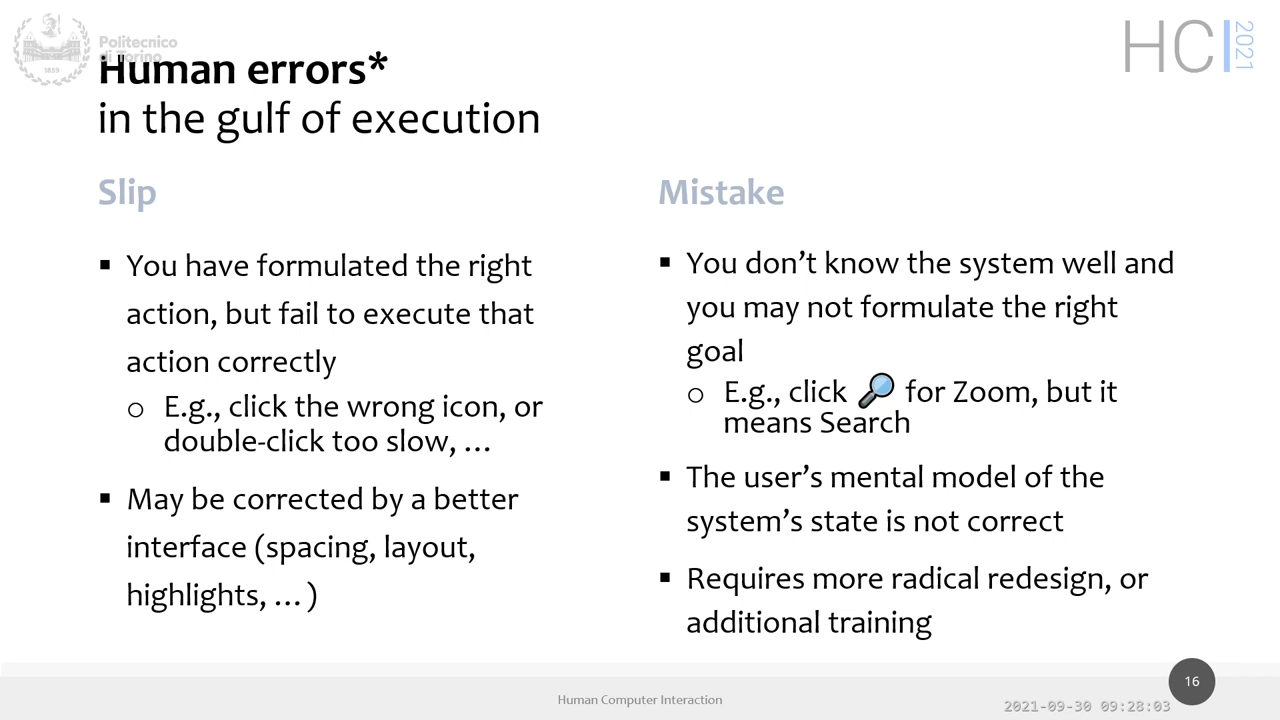 Politecnico
di Torino
1859
HCI
2021
Human errors*
in the gulf of execution
Slip
▪ You have formulated the right
action, but fail to execute that
action correctly
o E.g., click the wrong icon, or
double-click too slow, …
▪ May be corrected by a better
interface (spacing, layout,
highlights, … )
Mistake
▪ You don’t know the system well and
you may not formulate the right
goal
o E.g., click 🔎 for Zoom, but it
means Search
▪ The user’s mental model of the
system’s state is not correct
▪ Requires more radical redesign, or
additional training
Human Computer Interaction
16
2021-09-30 09:28:03